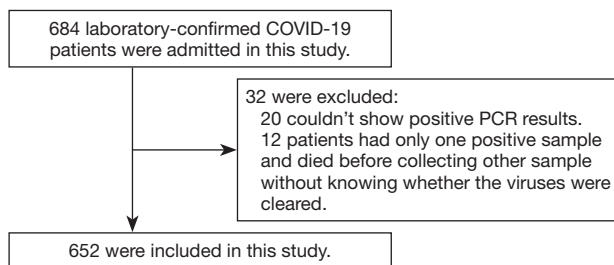 684 laboratory-confirmed COVID-19
patients were admitted in this study.
32 were excluded:
20 couldn't show positive PCR results.
12 patients had only one positive sample
and died before collecting other sample
without knowing whether the viruses were
cleared.
652 were included in this study.